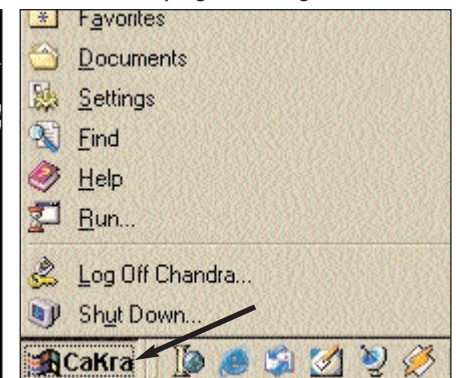 Favorites
Documents
Settings
Find
Help
Run...
Log Off Chandra...
Shut Down...
CaKra